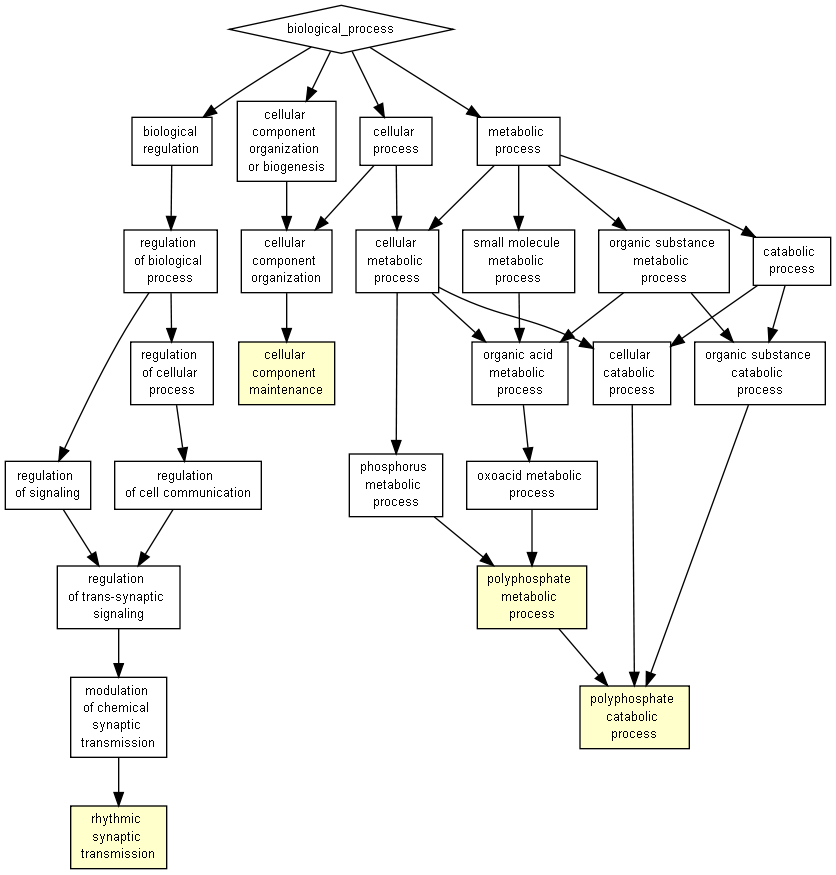 biological_process
biological
regulation
cellular
component
organization
or biogenesis
cellular
process
metabolic
process
regulation
of biological
process
cellular
component
organization
cellular
metabolic
process
small molecule
metabolic
process
organic substance
metabolic
process
catabolic
process
regulation
of cellular
process
cellular
component
maintenance
organic acid
metabolic
process
cellular
catabolic
process
organic substance
catabolic
process
regulation
of signaling
regulation
of cell communication
phosphorus
metabolic
process
oxoacid metabolic
process
regulation
of trans-synaptic
signaling
polyphosphate
metabolic
process
modulation
of chemical
synaptic
transmission
polyphosphate
catabolic
process
rhythmic
synaptic
transmission